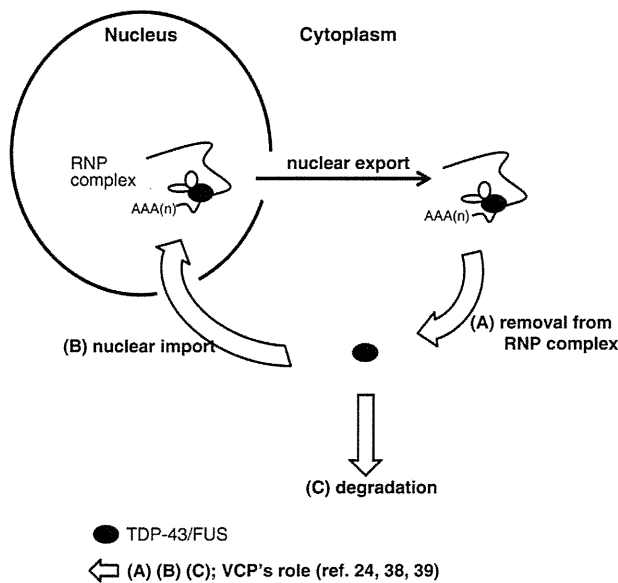 Nucleus
Cytoplasm
RNP
complex
AAA(n)
nuclear export
AAA(n)
(A) removal from
RNP complex
(B) nuclear import
(C) degradation
TDP-43/FUS
(A) (B) (C); VCP's role (ref. 24, 38, 39)